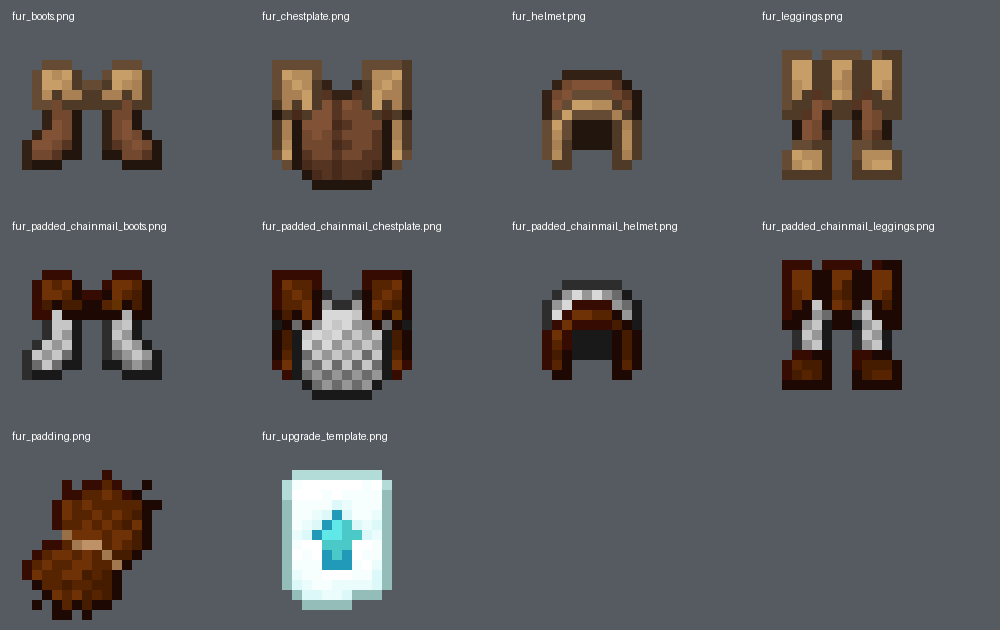 fur_boots.png
fur_chestplate.png
fur_helmet.png
fur_leggings.png
fur_padded_chainmail_boots.png
fur_padded_chainmail_chestplate.png
fur_padded_chainmail_helmet.png
fur_padded_chainmail_leggings.png
fur_padding.png
fur_upgrade_template.png